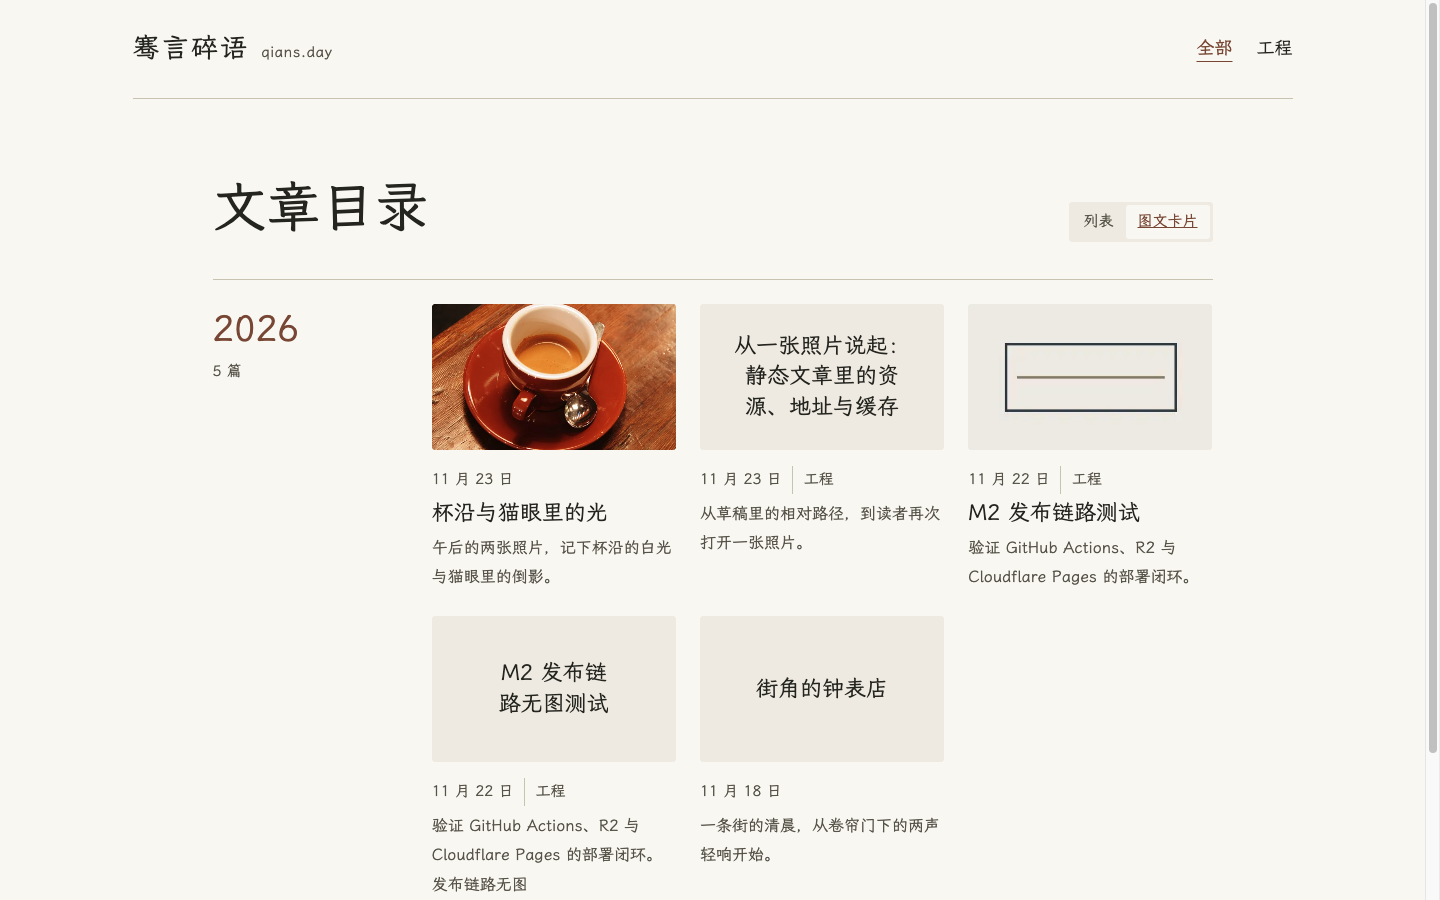 骞言碎语 qians.day
全部 工程
文章目录
列表 图文卡片
2026
5 篇
11 月 23 日
杯沿与猫眼里的光
午后的两张照片，记下杯沿的白光
与猫眼里的倒影。
从一张照片说起：
静态文章里的资
源、地址与缓存
11 月 23 日 工程
从草稿里的相对路径，到读者再次
打开一张照片。
11 月 22 日 工程
M2 发布链路测试
验证 GitHub Actions、R2 与
Cloudflare Pages 的部署闭环。
M2 发布链
路无图测试
11 月 22 日 工程
验证 GitHub Actions、R2 与
Cloudflare Pages 的部署闭环。
发布链路无图
街角的钟表店
11 月 18 日
一条街的清晨，从卷帘门下的两声
轻响开始。